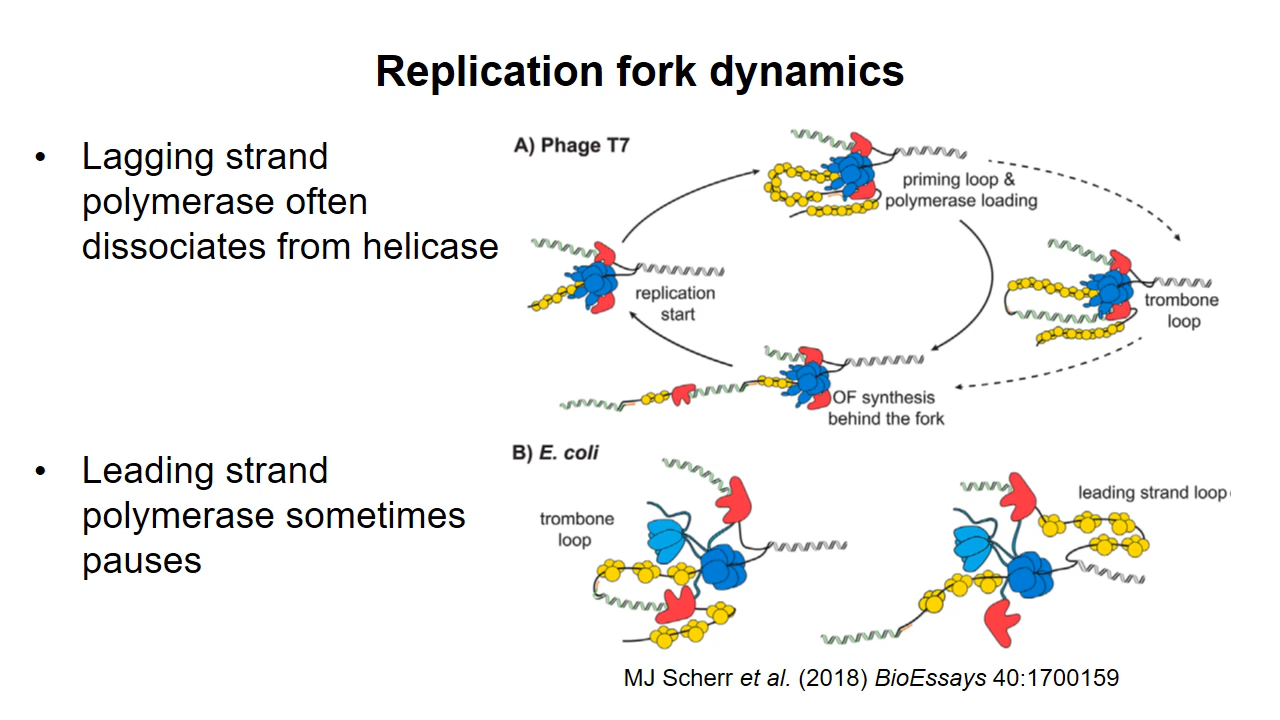 Replication fork dynamics
• Lagging strand
polymerase often
dissociates from helicase
• Leading strand
polymerase sometimes
pauses
A) Phage T7
priming loop &
polymerase loading
replication
start
trombone
loop
OF synthesis
behind the fork
B) E. coli
trombone
loop
leading strand loop
MJ Scherr et al. (2018) BioEssays 40:1700159